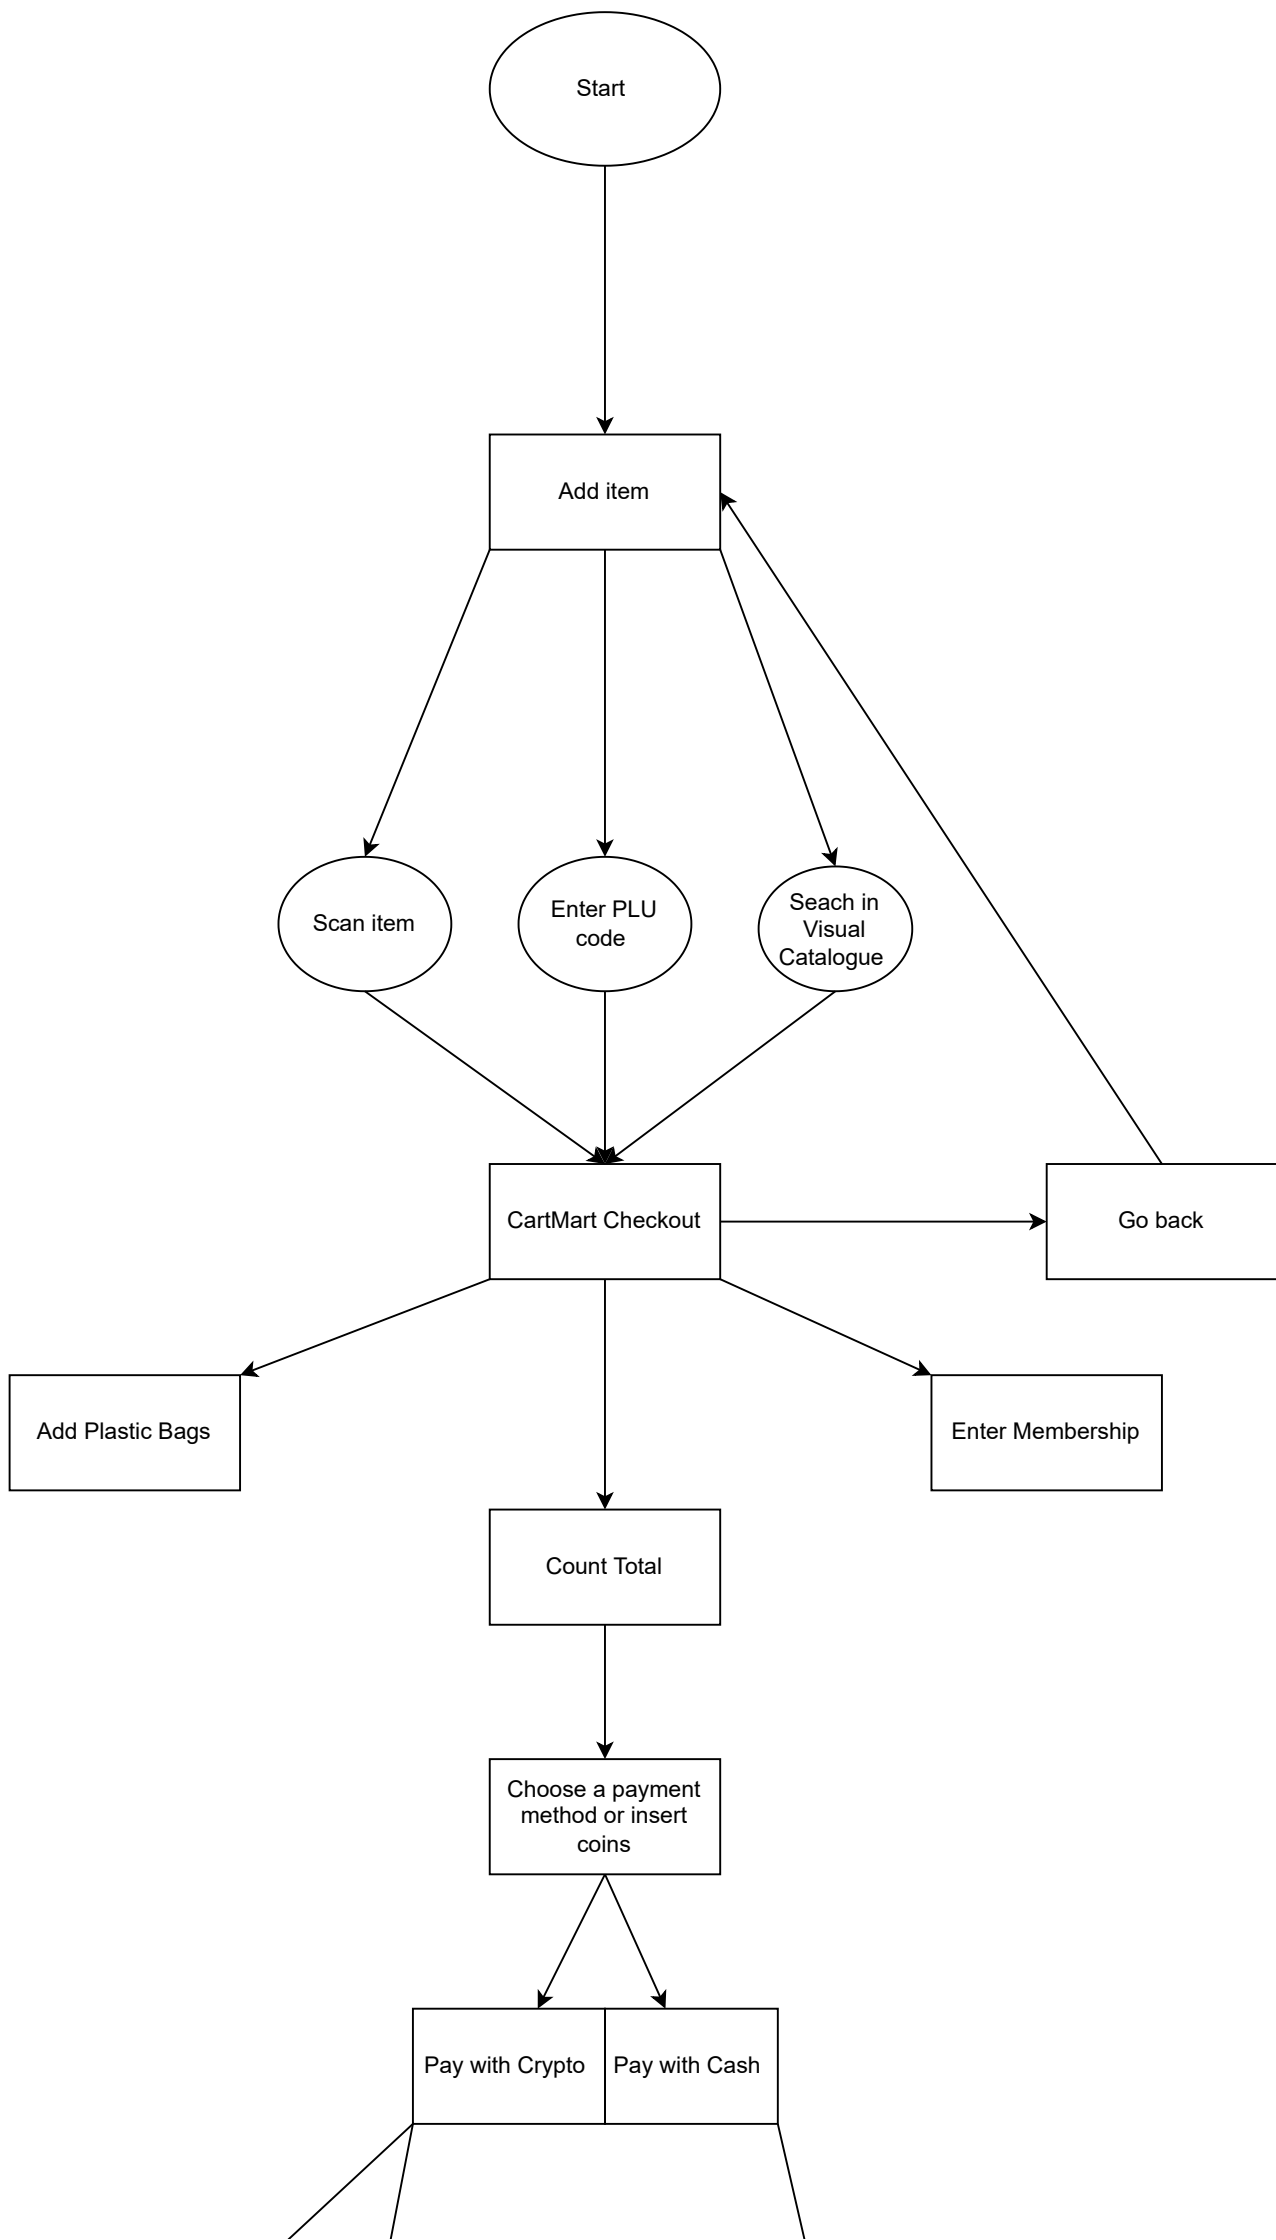 Start
Add item
Scan item
Enter PLU
code
Seach in
Visual
Catalogue
CartMart Checkout
Go back
Add Plastic Bags
Enter Membership
Count Total
Choose a payment
method or insert
coins
Pay with Crypto
Pay with Cash